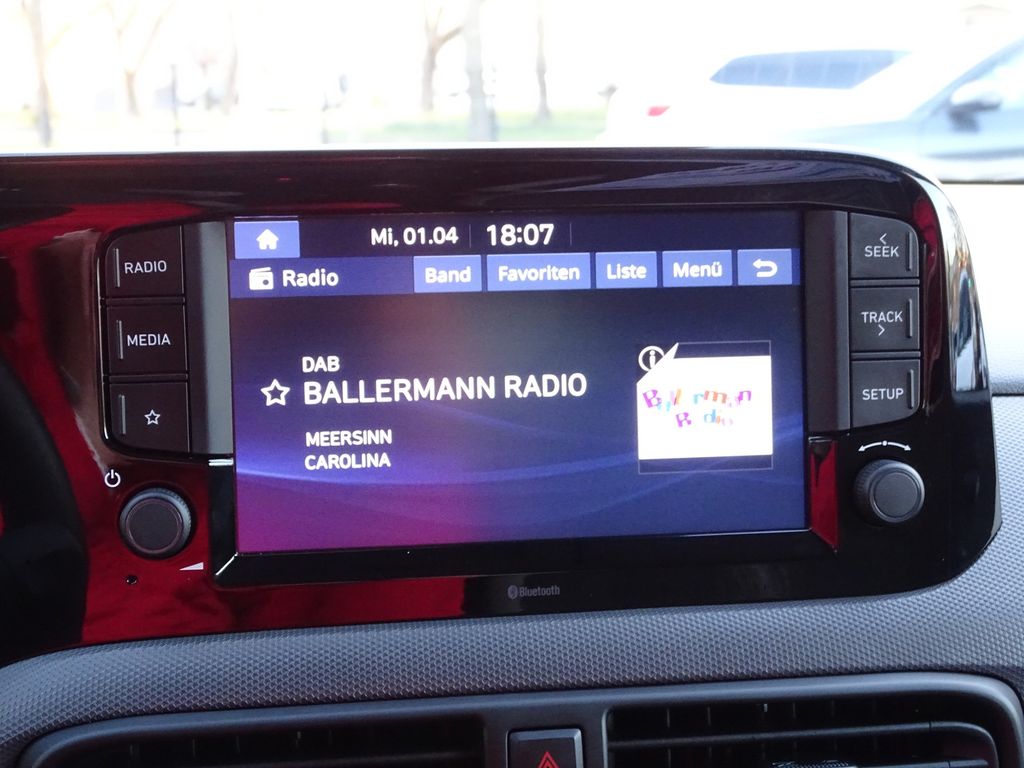 Mi, 01.04 18:07
Radio Band Favoriten Liste Menü
RADIO
MEDIA
DAB
BALLERMANN RADIO
MEERSINN
CAROLINA
Ballermann
Radio
SEEK
TRACK
SETUP
Bluetooth